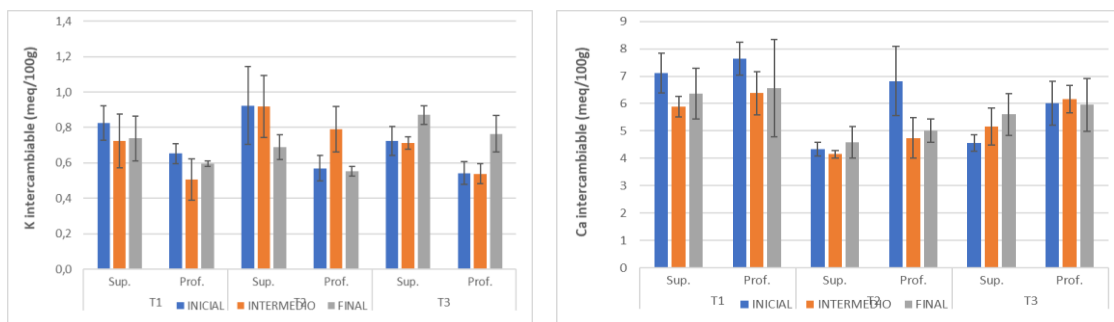 K intercambiable (meq/100g)
1,4
1,2
1,0
0,8
0,6
0,4
0,2
0,0
Sup. Prof. Sup. Prof. Sup. Prof.
T1 T2 T3
INICIAL INTERMEDIO FINAL
Ca intercambiable (meq/100g)
9
8
7
6
5
4
3
2
1
0
Sup. Prof. Sup. Prof. Sup. Prof.
T1 T2 T3
INICIAL INTERMEDIO FINAL